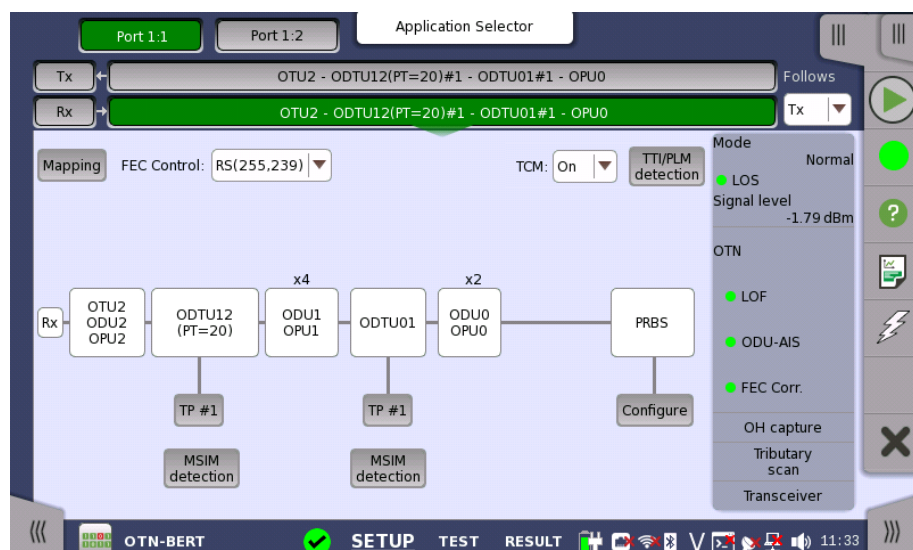 Port 1:1
Port 1:2
Application Selector
Tx
OTU2 - ODTU12(PT=20)#1 - ODTU01#1 - OPU0
Follows
Rx
OTU2 - ODTU12(PT=20)#1 - ODTU01#1 - OPU0
Tx
Mapping
FEC Control:
RS(255,239)
TCM:
On
TTI/PLM
detection
Mode
Normal
LOS
Signal level
-1.79 dBm
OTN
LOF
ODU-AIS
FEC Corr.
OH capture
Tributary
scan
Transceiver
x4
x2
Rx
OTU2
ODU2
OPU2
ODTU12
(PT=20)
ODU1
OPU1
ODTU01
ODU0
OPU0
PRBS
TP #1
TP #1
Configure
MSIM
detection
MSIM
detection
OTN-BERT
SETUP
TEST
RESULT
11:33